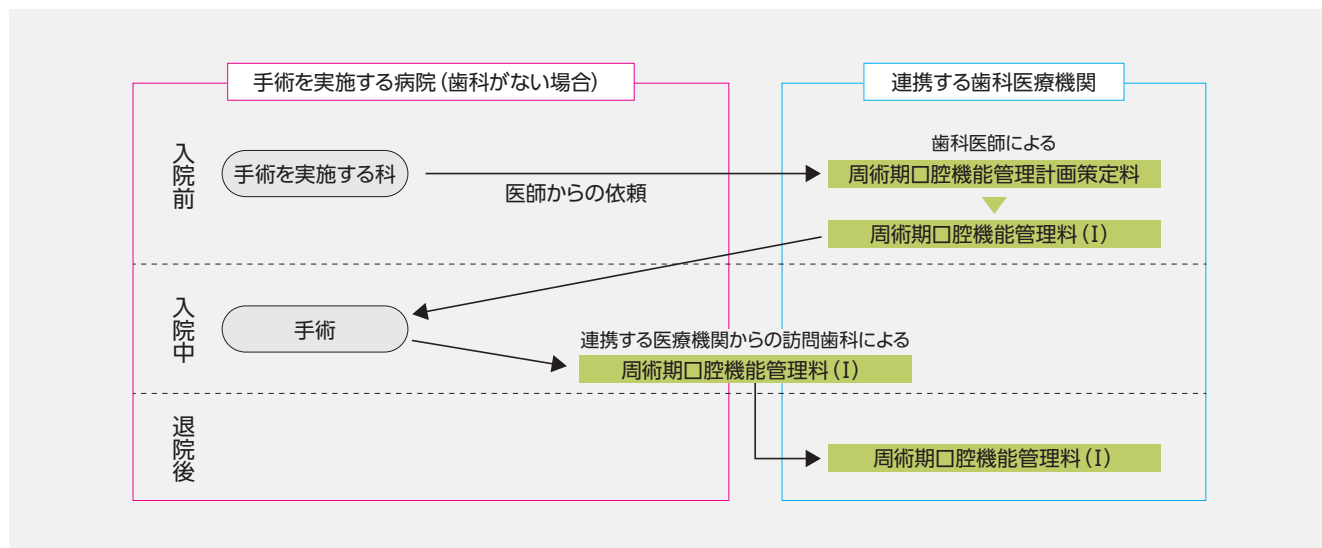 手術を実施する病院（歯科がない場合）
連携する歯科医療機関
入院前
手術を実施する科
医師からの依頼
歯科医師による
周術期口腔機能管理計画策定料
周術期口腔機能管理料（I）
入院中
手術
連携する医療機関からの訪問歯科による
周術期口腔機能管理料（I）
退院後
周術期口腔機能管理料（I）